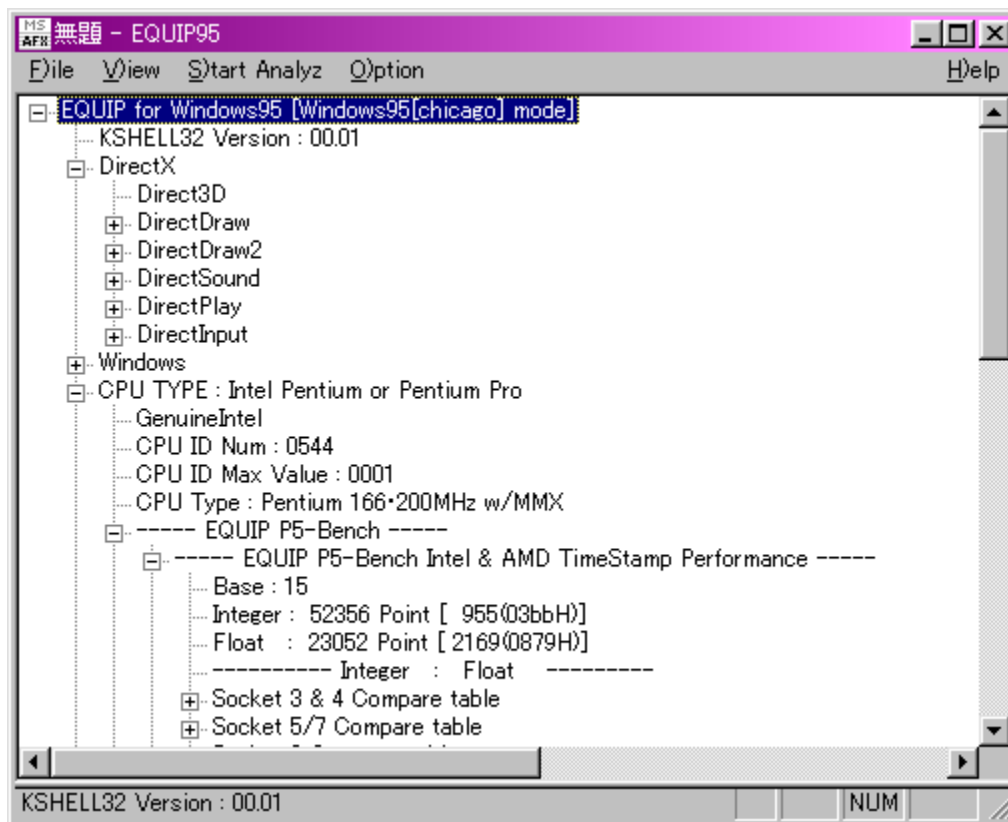 MS AFX 無題 - EQUIP95
F)ile V)iew S)tart Analyz O)ption H)elp
EQUIP for Windows95 [Windows95[chicago] mode]
KSHELL32 Version : 00.01
DirectX
Direct3D
DirectDraw
DirectDraw2
DirectSound
DirectPlay
DirectInput
Windows
CPU TYPE : Intel Pentium or Pentium Pro
GenuineIntel
CPU ID Num : 0544
CPU ID Max Value : 0001
CPU Type : Pentium 166･200MHz w/MMX
----- EQUIP P5-Bench -----
----- EQUIP P5-Bench Intel & AMD TimeStamp Performance -----
Base : 15
Integer : 52356 Point [ 955(03bbH)]
Float : 23052 Point [ 2169(0879H)]
---------- Integer : Float ---------
Socket 3 & 4 Compare table
Socket 5/7 Compare table
KSHELL32 Version : 00.01 NUM